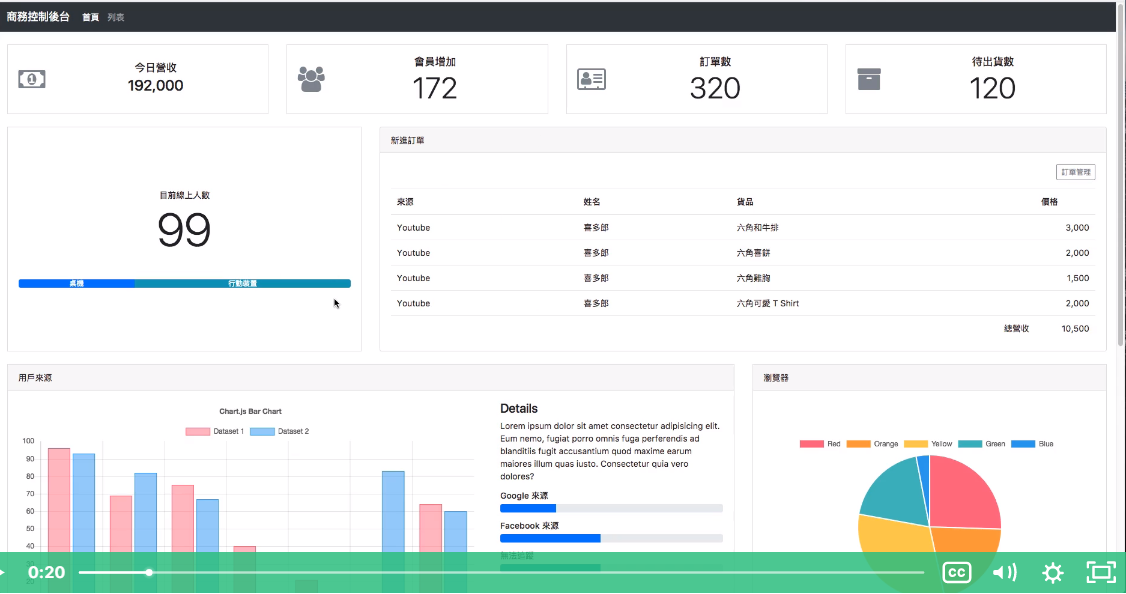 商務控制後台 首頁 列表
今日營收
192,000
會員增加
172
訂單數
320
待出貨數
120
目前線上人數
99
桌機 行動裝置
新進訂單
訂單管理
來源 姓名 貨品 價格
Youtube 喜多郎 六角和牛排 3,000
Youtube 喜多郎 六角喜餅 2,000
Youtube 喜多郎 六角雞胸 1,500
Youtube 喜多郎 六角可愛 T Shirt 2,000
總營收 10,500
用戶來源
Chart.js Bar Chart
Dataset 1 Dataset 2
100
90
80
70
60
50
40
Details
Lorem ipsum dolor sit amet consectetur adipisicing elit.
Eum nemo, fugiat porro omnis fuga perferendis ad
blanditiis fugit accusantium quod maxime earum
maiores illum quas iusto. Consectetur quia vero
dolores?
Google 來源
Facebook 來源
無法追蹤
瀏覽器
Red Orange Yellow Green Blue
0:20
CC